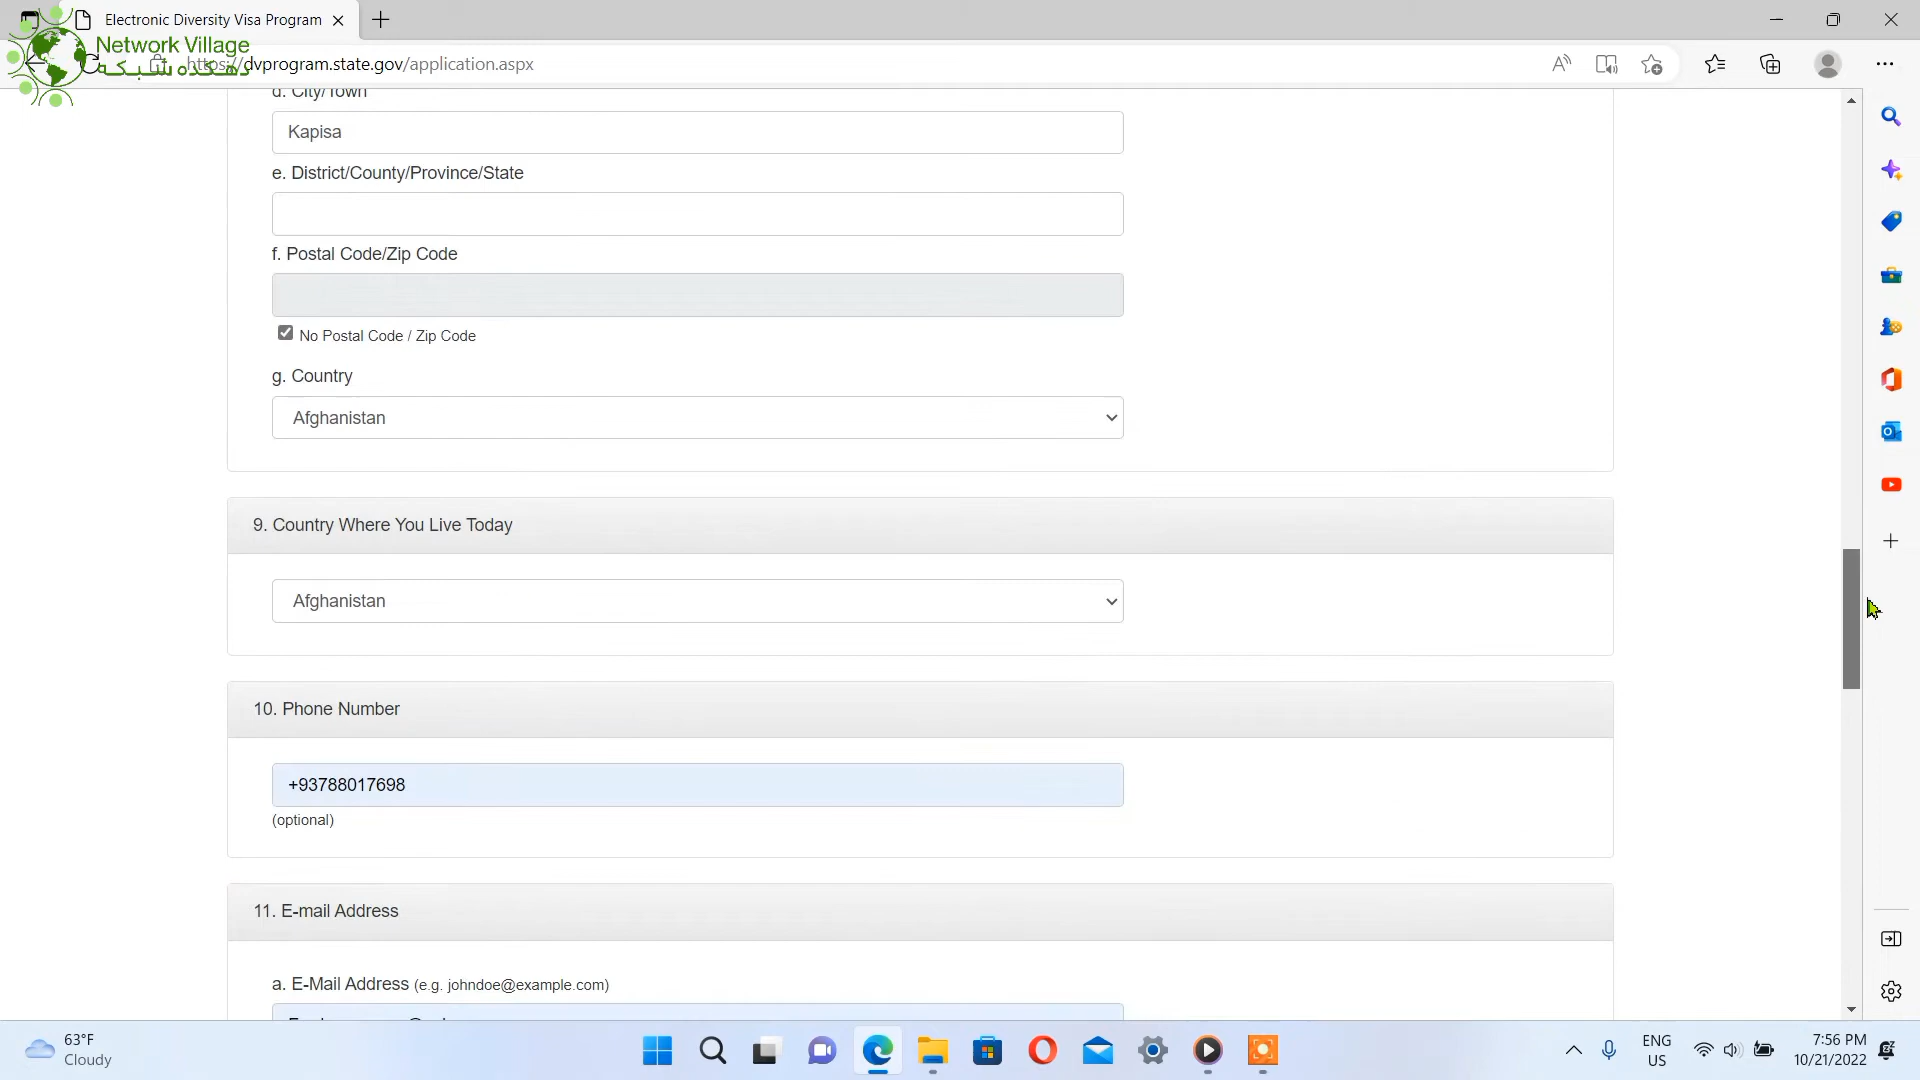 Electronic Diversity Visa Program
Network Village
دهکده شبکه
https://dvprogram.state.gov/application.aspx
d. City/Town
Kapisa
e. District/County/Province/State
f. Postal Code/Zip Code
No Postal Code / Zip Code
g. Country
Afghanistan
9. Country Where You Live Today
Afghanistan
10. Phone Number
+93788017698
(optional)
11. E-mail Address
a. E-Mail Address (e.g. johndoe@example.com)
63°F
Cloudy
ENG
US
7:56 PM
10/21/2022